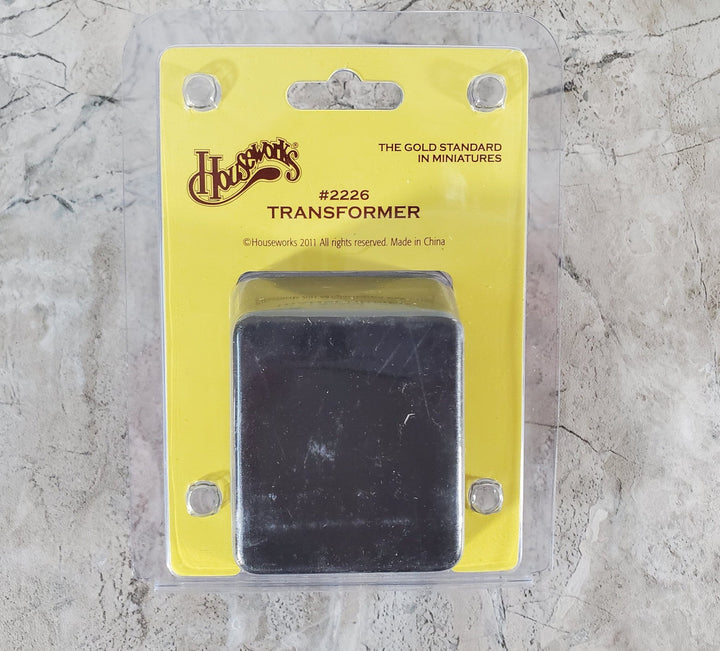 Houseworks®
THE GOLD STANDARD
IN MINIATURES
#2226
TRANSFORMER
©Houseworks 2011 All rights reserved. Made in China